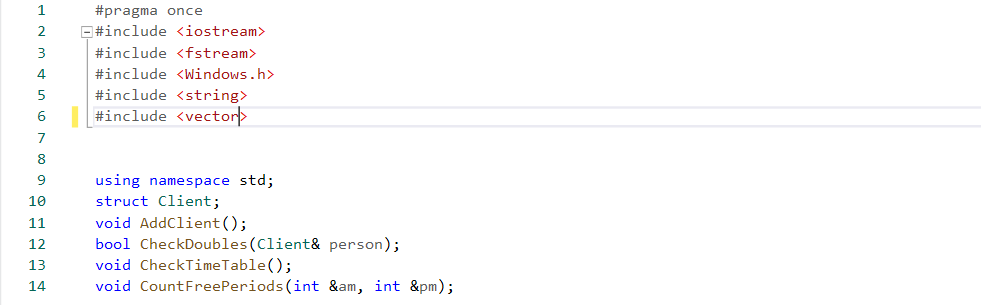 1 #pragma once
2 #include <iostream>
3 #include <fstream>
4 #include <Windows.h>
5 #include <string>
6 #include <vector>
7
8
9 using namespace std;
10 struct Client;
11 void AddClient();
12 bool CheckDoubles(Client& person);
13 void CheckTimeTable();
14 void CountFreePeriods(int &am, int &pm);